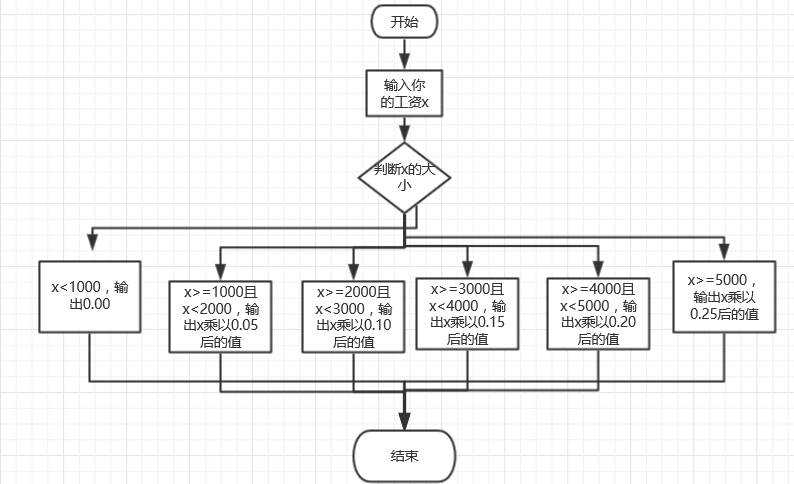 开始
输入你
的工资x
判断x的大
小
x<1000，输
出0.00
x>=1000且
x<2000，输
出x乘以0.05
后的值
x>=2000且
x<3000，输
出x乘以0.10
后的值
x>=3000且
x<4000，输
出x乘以0.15
后的值
x>=4000且
x<5000，输
出x乘以0.20
后的值
x>=5000，
输出x乘以
0.25后的值
结束